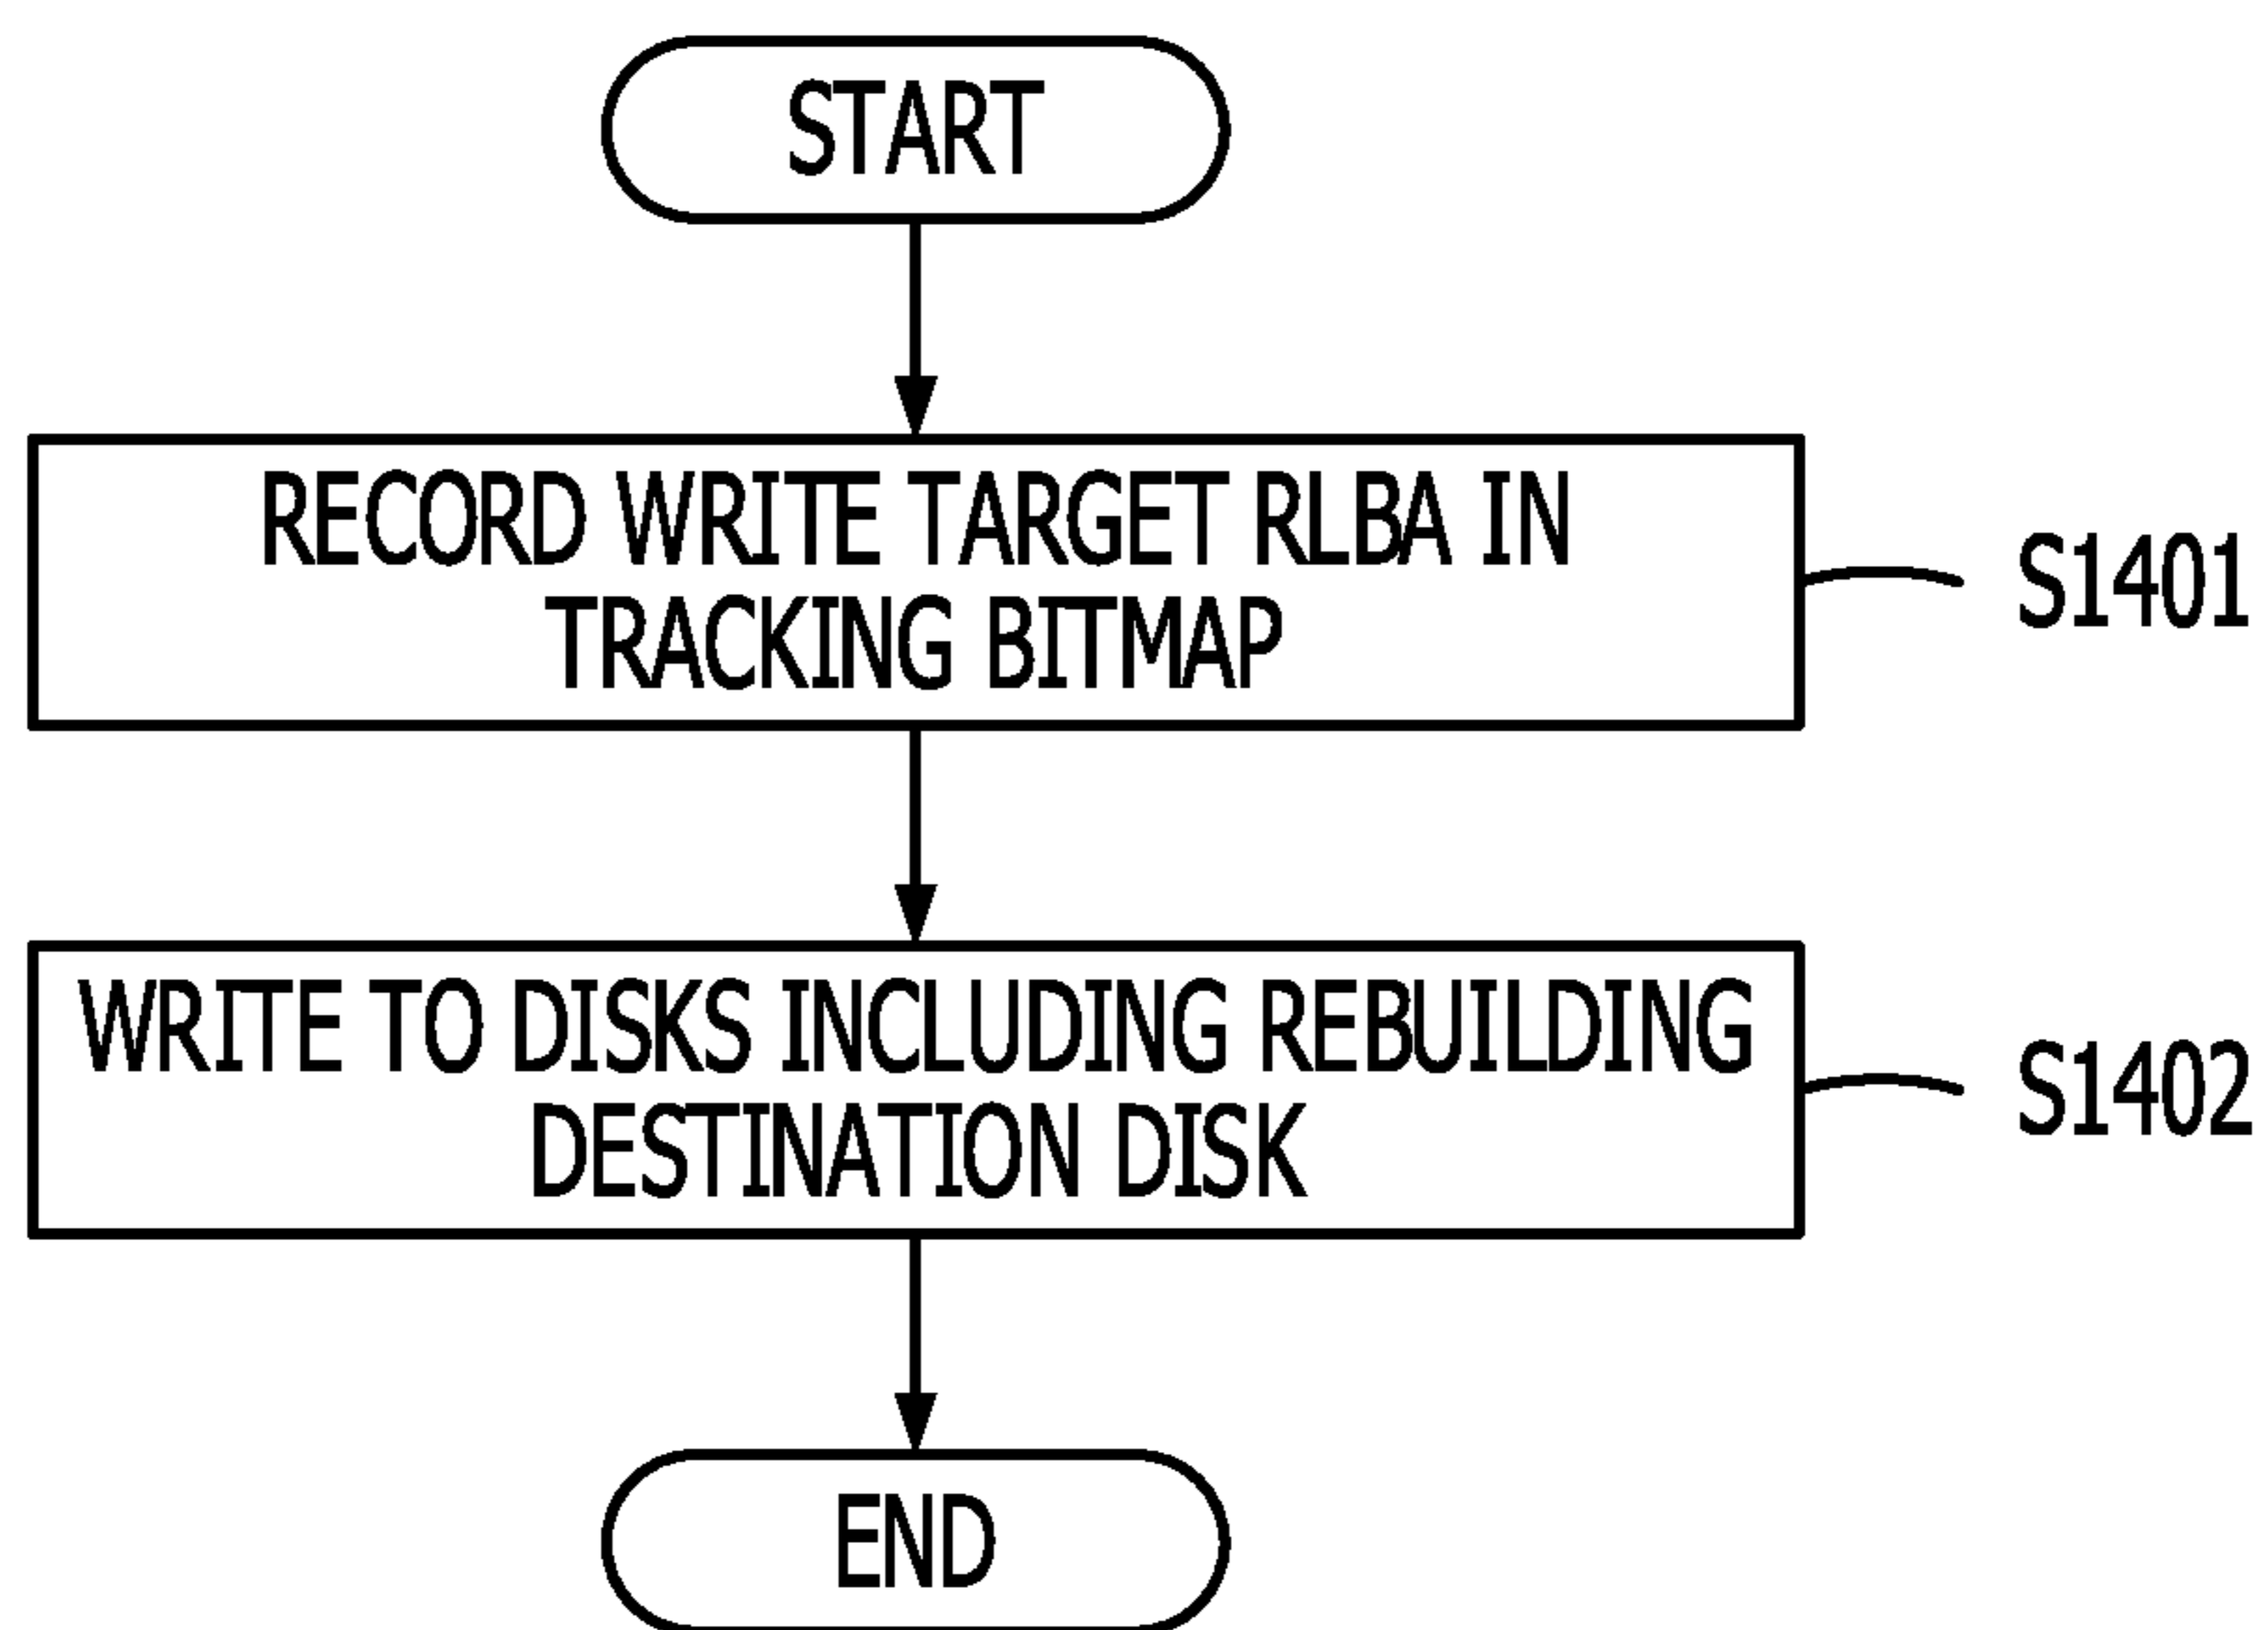 START
RECORD WRITE TARGET RLBA IN
TRACKING BITMAP
S1401
WRITE TO DISKS INCLUDING REBUILDING
DESTINATION DISK
S1402
END